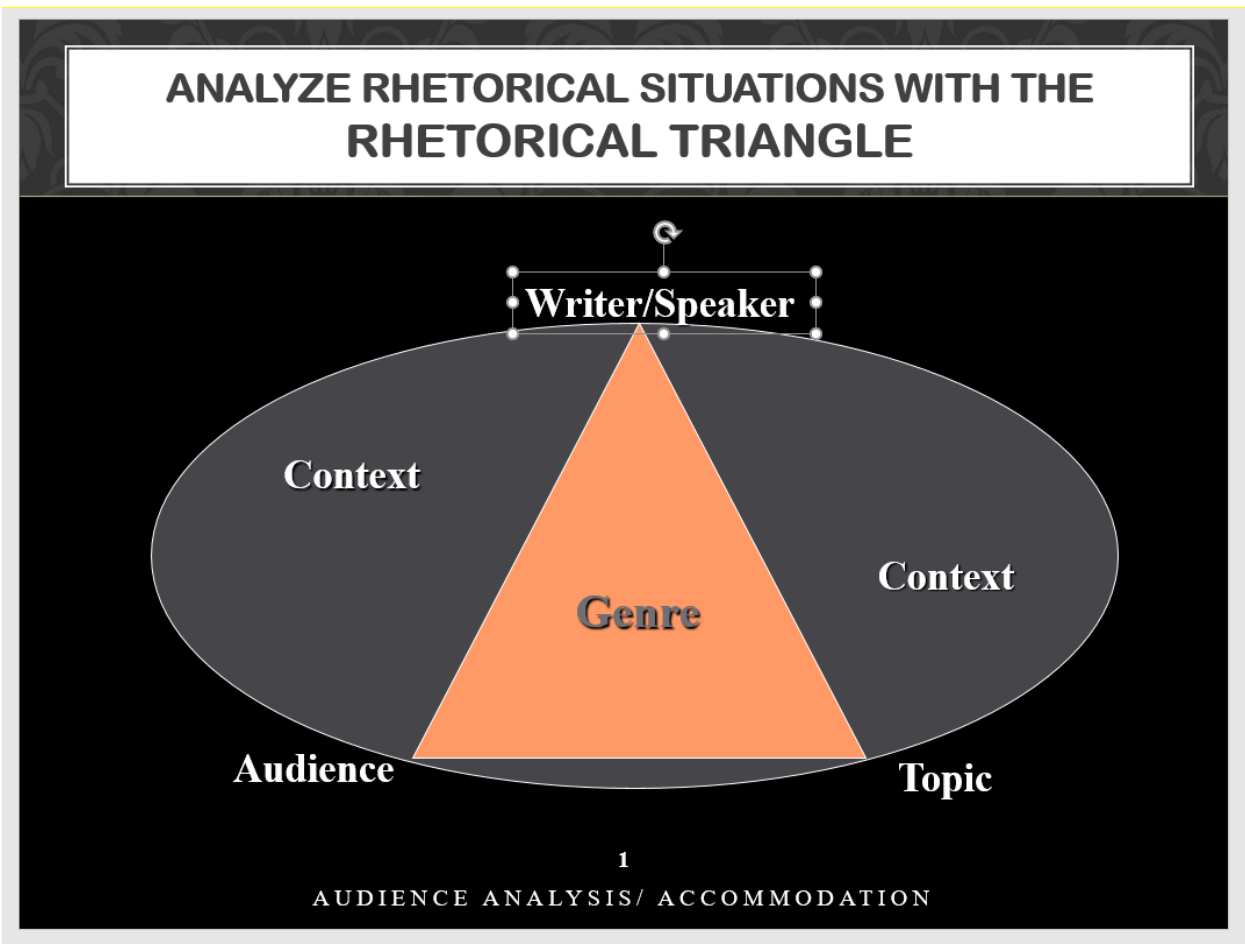 ANALYZE RHETORICAL SITUATIONS WITH THE
RHETORICAL TRIANGLE
Writer/Speaker
Context
Context
Genre
Audience
Topic
1
AUDIENCE ANALYSIS/ ACCOMMODATION